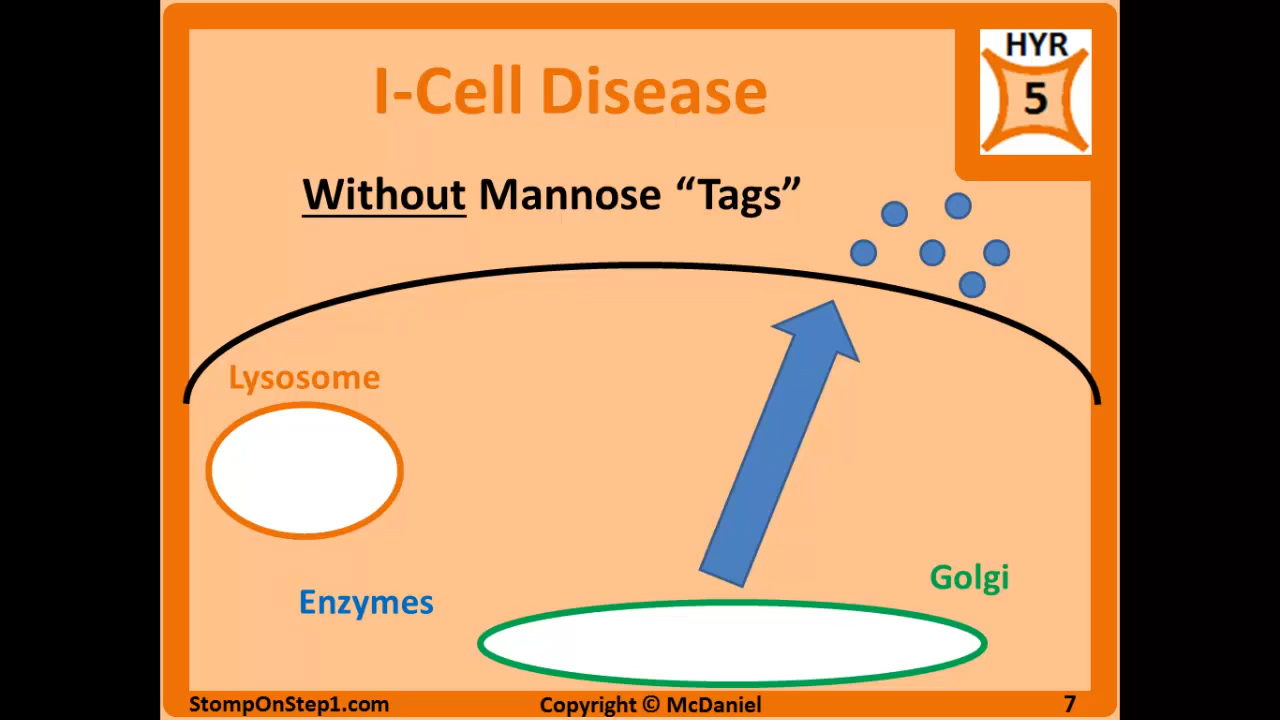 HYR
5
I-Cell Disease
Without Mannose “Tags”
Lysosome
Golgi
Enzymes
StompOnStep1.com
Copyright © McDaniel
7